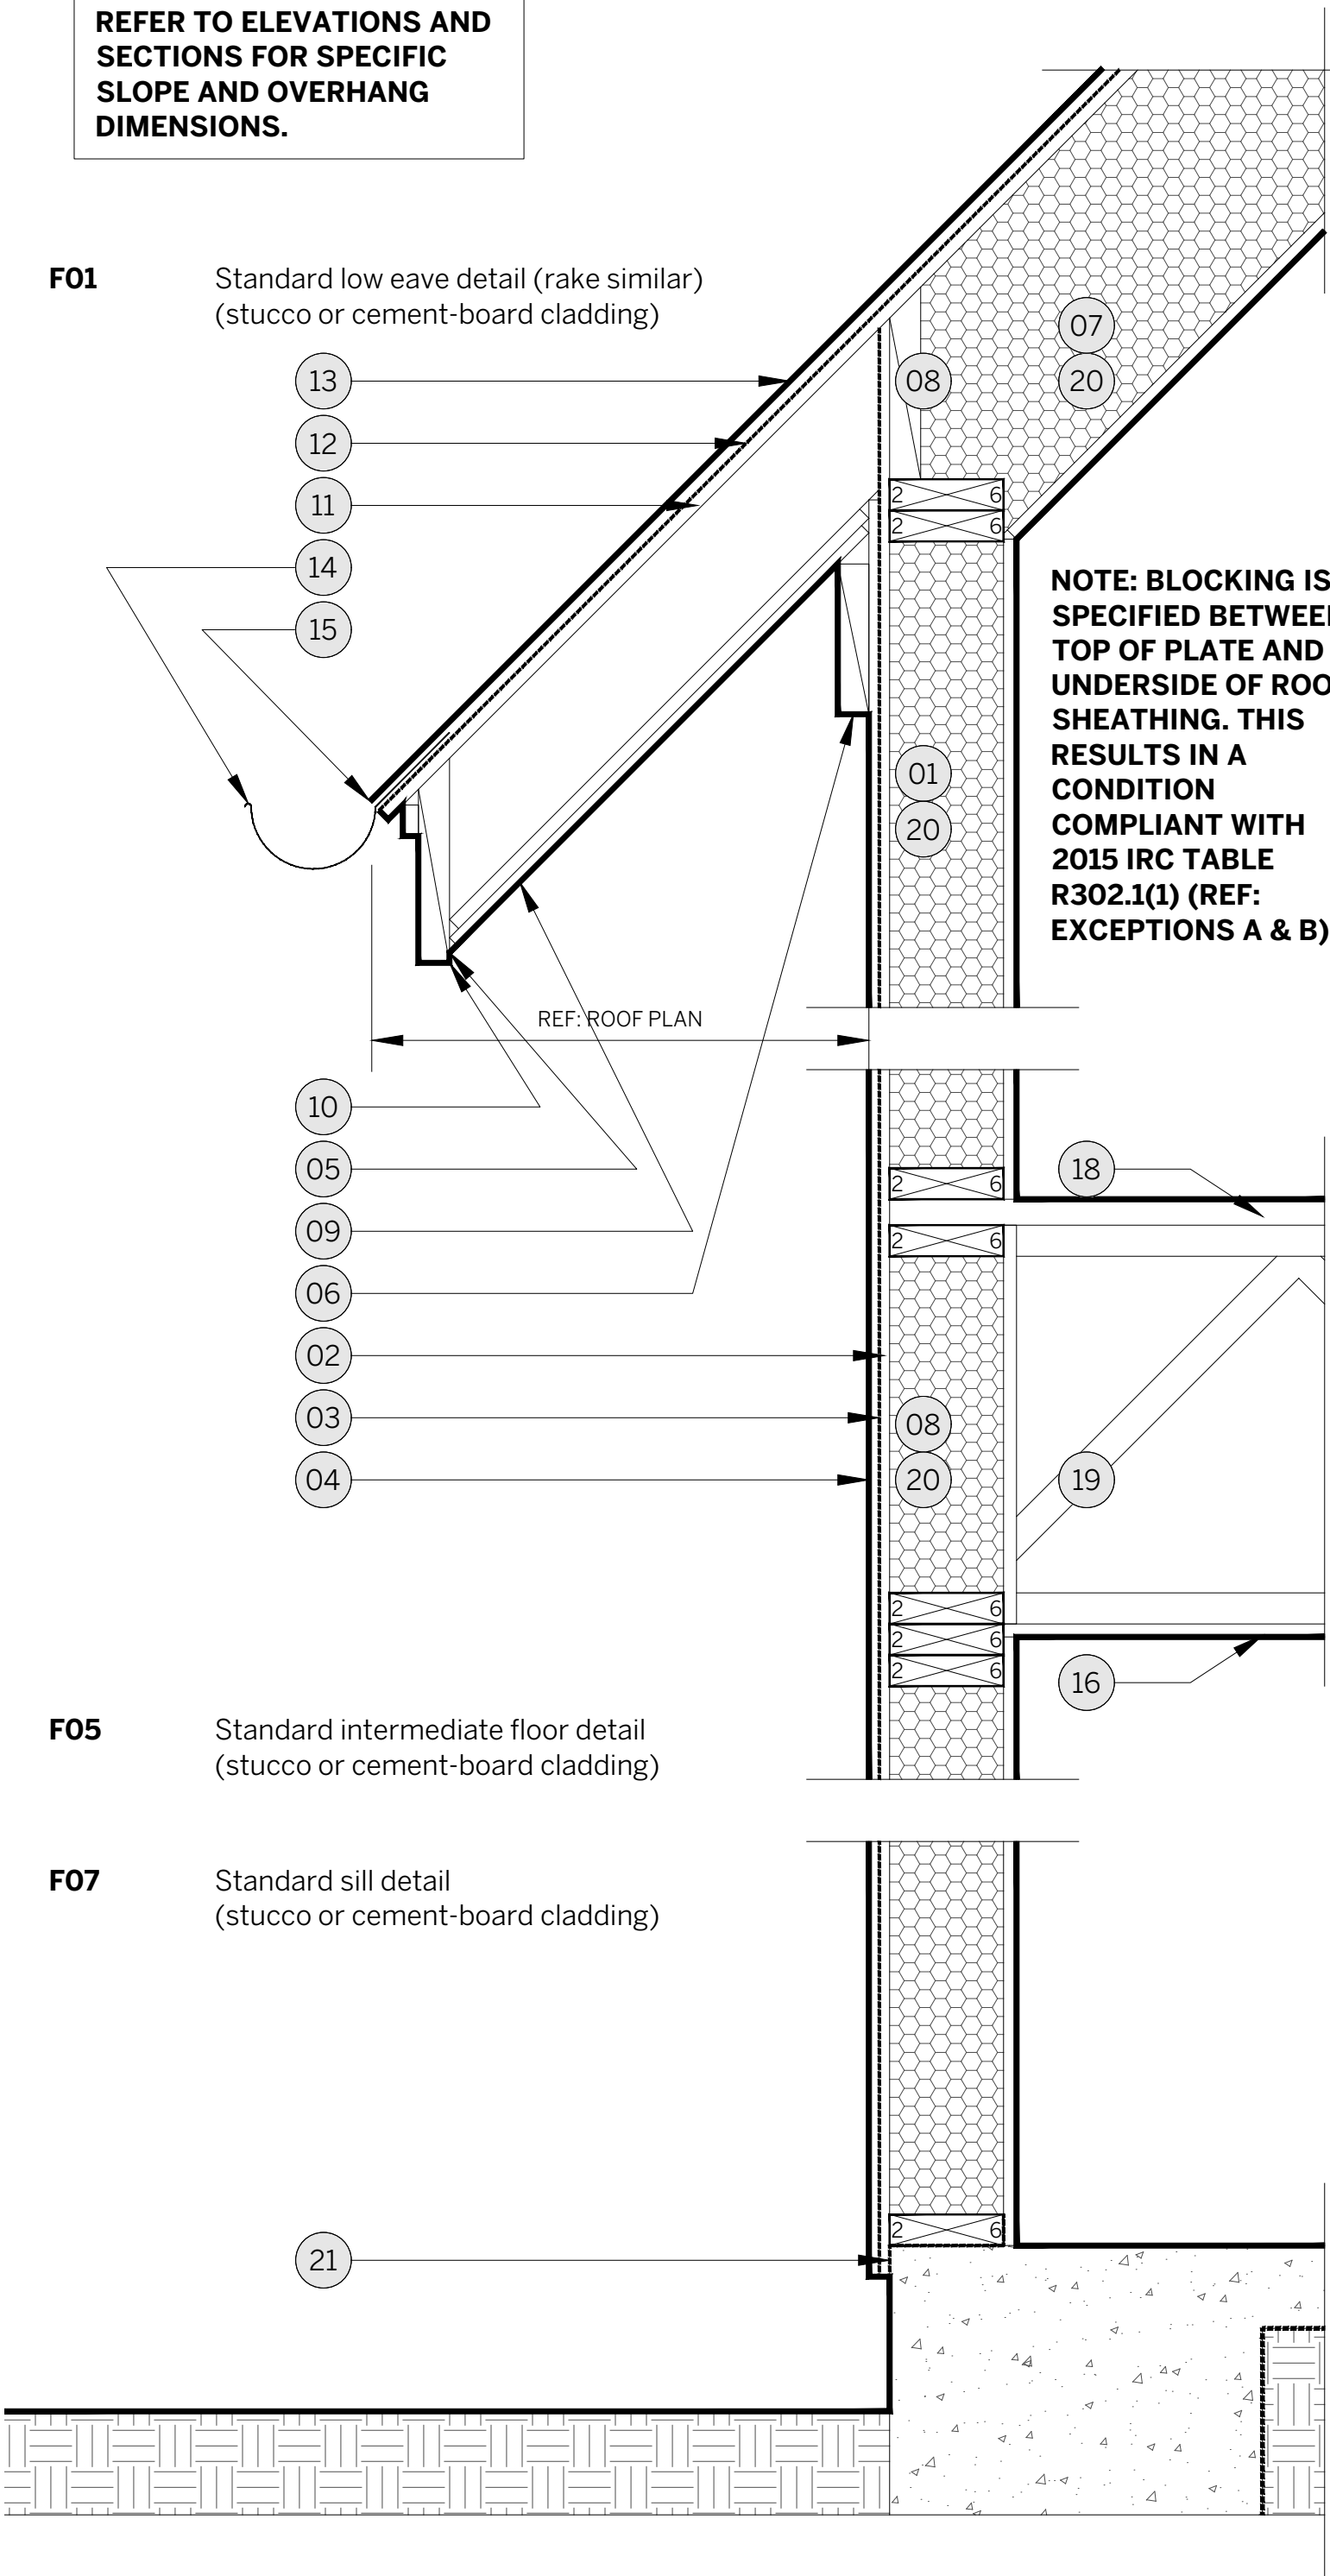 REFER TO ELEVATIONS AND
SECTIONS FOR SPECIFIC
SLOPE AND OVERHANG
DIMENSIONS.
F01 Standard low eave detail (rake similar)
(stucco or cement-board cladding)
07
13
08
20
12
2 6
11
2 6
14
NOTE: BLOCKING IS
SPECIFIED BETWEEN
15
TOP OF PLATE AND
UNDERSIDE OF ROO
SHEATHING. THIS
RESULTS IN A
01
CONDITION
20
COMPLIANT WITH
2015 IRC TABLE
R302.1(1) (REF:
EXCEPTIONS A & B)
REF: ROOF PLAN
10
05
18
2 6
09
2 6
06
02
03
08
04
20
19
2 6
2 6
2 6
16
F05 Standard intermediate floor detail
(stucco or cement-board cladding)
F07 Standard sill detail
(stucco or cement-board cladding)
2 6
21